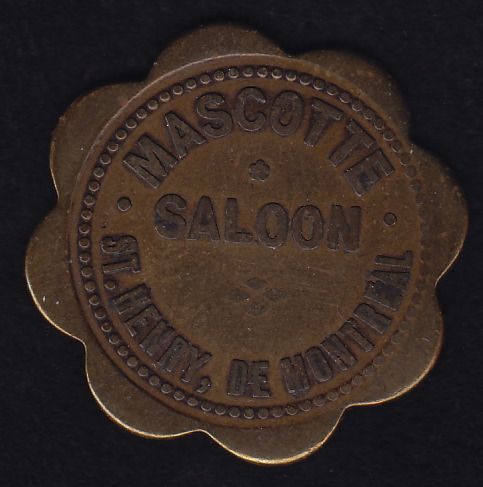 MASCOTTE
SALOON
ST. HENRY, DE MONTREAL